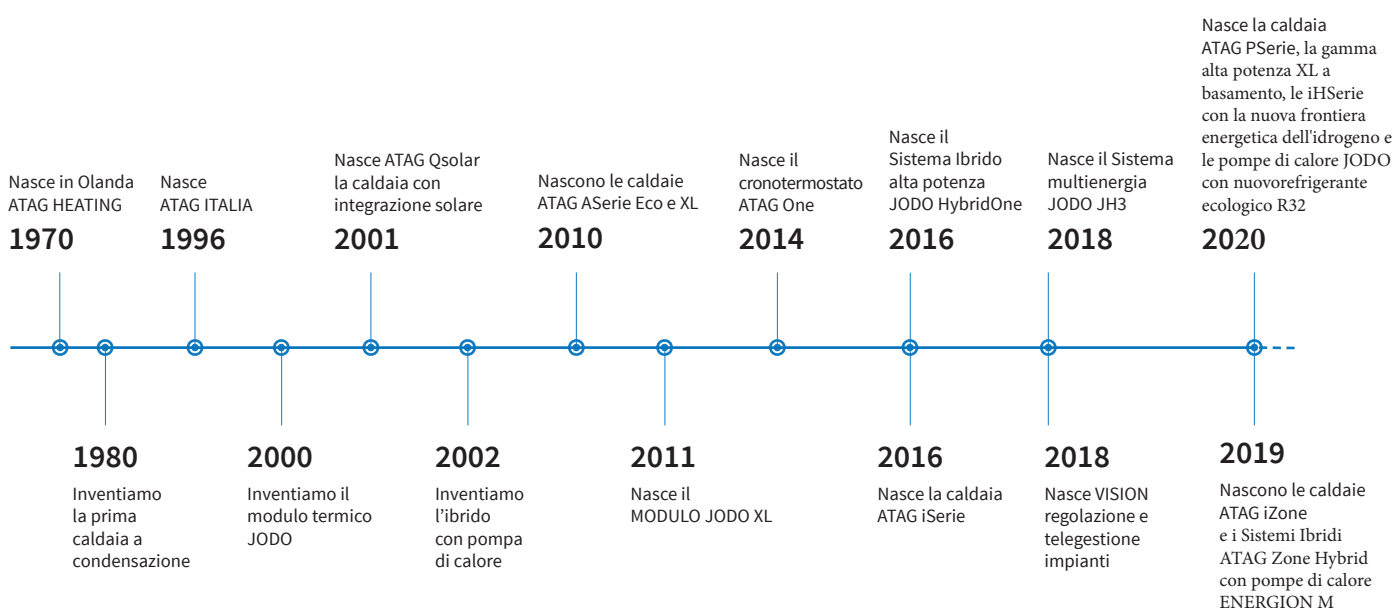 Nasce in Olanda
ATAG HEATING
1970
Nasce
ATAG ITALIA
1996
Nasce ATAG Qsolar
la caldaia con
integrazione solare
2001
Nascono le caldaie
ATAG ASerie Eco e XL
2010
Nasce il
cronotermostato
ATAG One
2014
Nasce il
Sistema Ibrido
alta potenza
JODO HybridOne
2016
Nasce il Sistema
multienergia
JODO JH3
2018
Nasce la caldaia
ATAG PSerie, la gamma
alta potenza XL a
basamento, le iHSerie
con la nuova frontiera
energetica dell'idrogeno e
le pompe di calore JODO
con nuovorefrigerante
ecologico R32
2020
1980
Inventiamo
la prima
caldaia a
condensazione
2000
Inventiamo il
modulo termico
JODO
2002
Inventiamo
l’ibrido
con pompa
di calore
2011
Nasce il
MODULO JODO XL
2016
Nasce la caldaia
ATAG iSerie
2018
Nasce VISION
regolazione e
telegestione
impianti
2019
Nascono le caldaie
ATAG iZone
e i Sistemi Ibridi
ATAG Zone Hybrid
con pompe di calore
ENERGION M